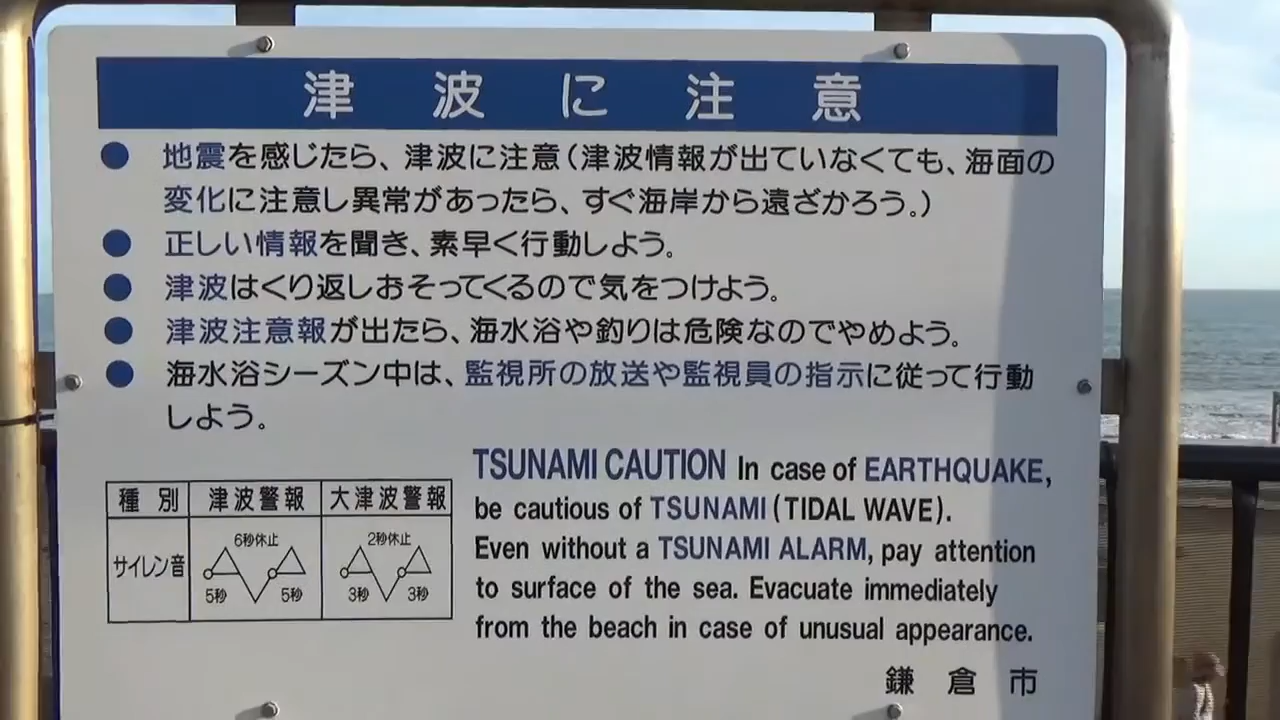 津波に注意
● 地震を感じたら、津波に注意(津波情報が出ていなくても、海面の
変化に注意し異常があったら、すぐ海岸から遠ざかろう。)
● 正しい情報を聞き、素早く行動しよう。
● 津波はくり返しおそってくるので気をつけよう。
● 津波注意報が出たら、海水浴や釣りは危険なのでやめよう。
● 海水浴シーズン中は、監視所の放送や監視員の指示に従って行動
しよう。
種別 津波警報 大津波警報
6秒休止 2秒休止
サイレン音
5秒 5秒 3秒 3秒
TSUNAMI CAUTION In case of EARTHQUAKE,
be cautious of TSUNAMI (TIDAL WAVE).
Even without a TSUNAMI ALARM, pay attention
to surface of the sea. Evacuate immediately
from the beach in case of unusual appearance.
鎌倉市